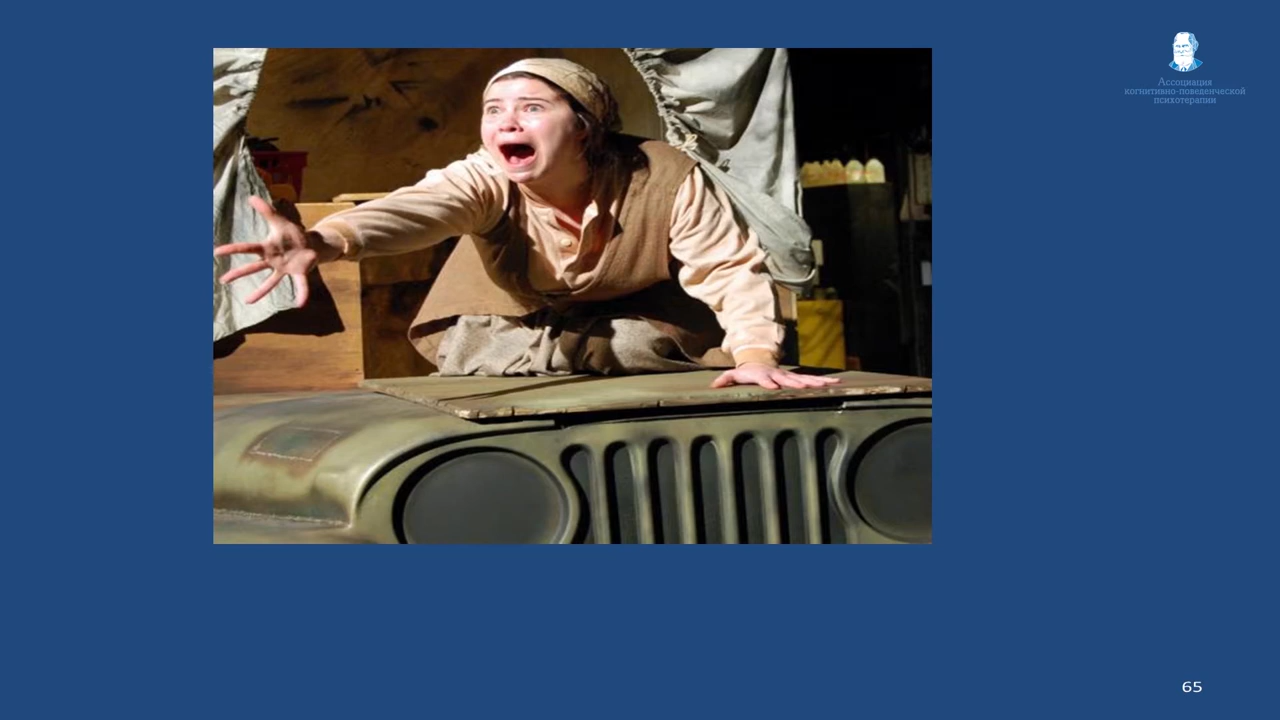 Ассоциация
когнитивно-поведенческой
психотерапии
65